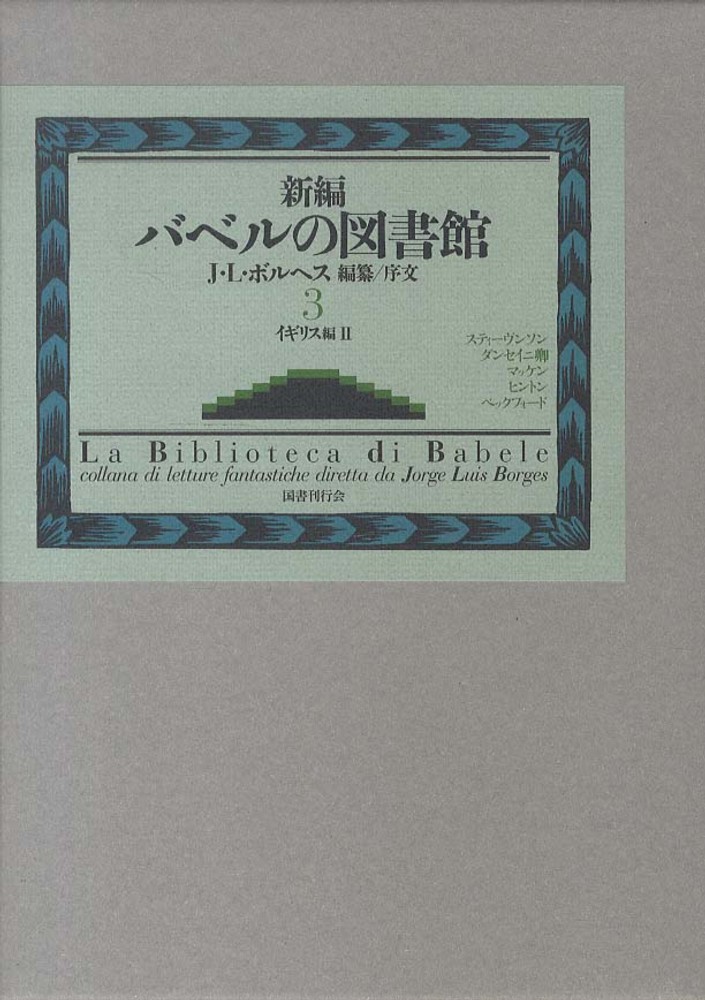 新編
バベルの図書館
J・L・ボルヘス 編纂/序文
3
イギリス編 II
スティーヴンソン
ダンセイニ卿
マッケン
ヒントン
ベックフォード
La Biblioteca di Babele
collana di letture fantastiche diretta da Jorge Luis Borges
国書刊行会